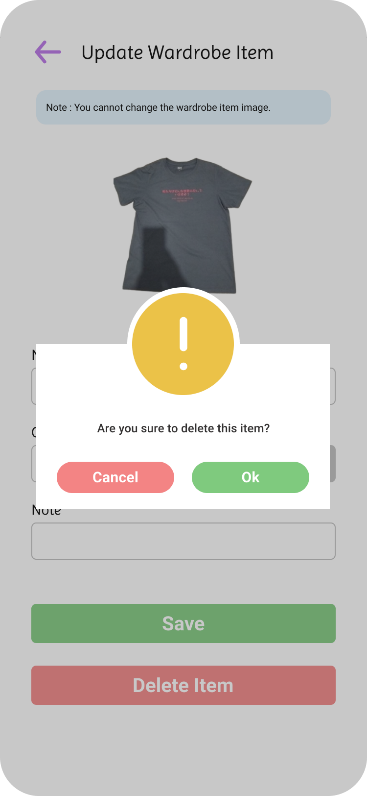 Update Wardrobe Item
Note : You cannot change the wardrobe item image.
Are you sure to delete this item?
Cancel
Ok
Note
Save
Delete Item